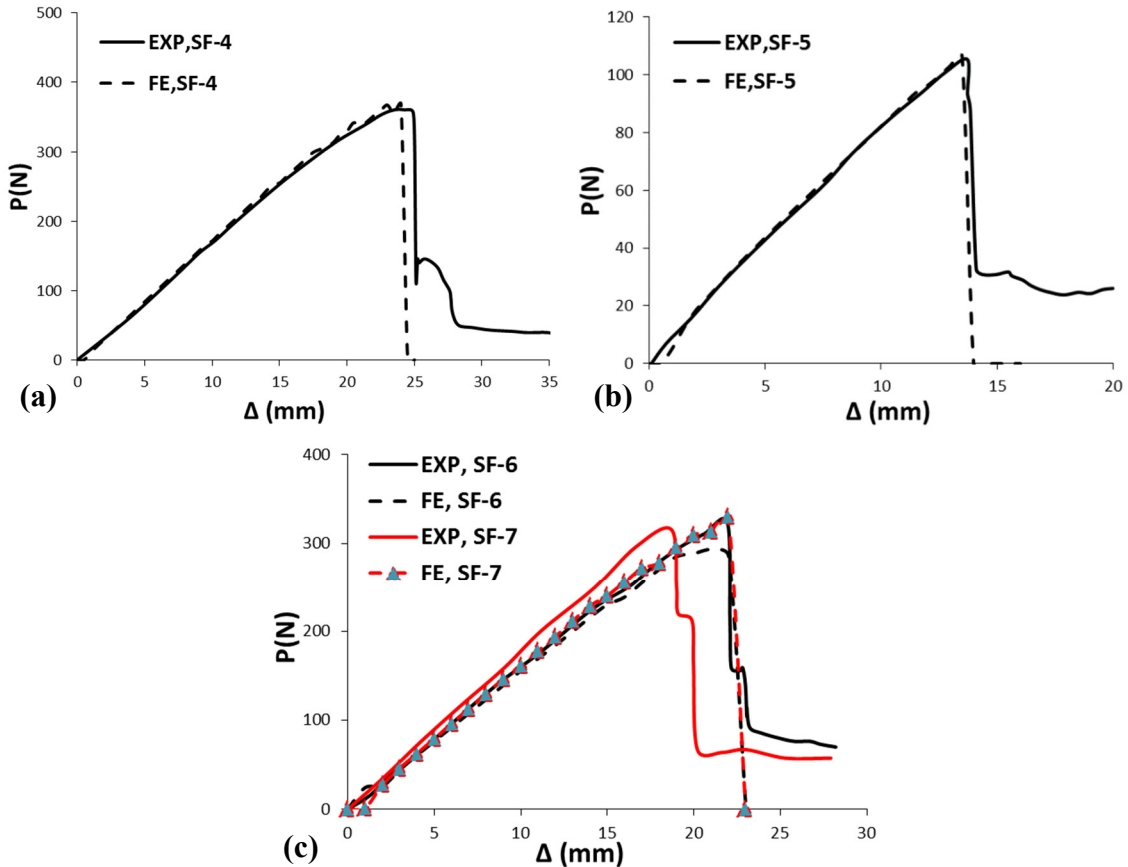 500
400
300
200
100
0
P(N)
EXP,SF-4
FE,SF-4
0 5 10 15 20 25 30 35
Δ (mm)
(a)
120
100
80
60
40
20
0
P(N)
EXP,SF-5
FE,SF-5
0 5 10 15 20
Δ (mm)
(b)
400
300
200
100
0
P(N)
EXP, SF-6
FE, SF-6
EXP, SF-7
FE, SF-7
0 5 10 15 20 25 30
Δ (mm)
(c)